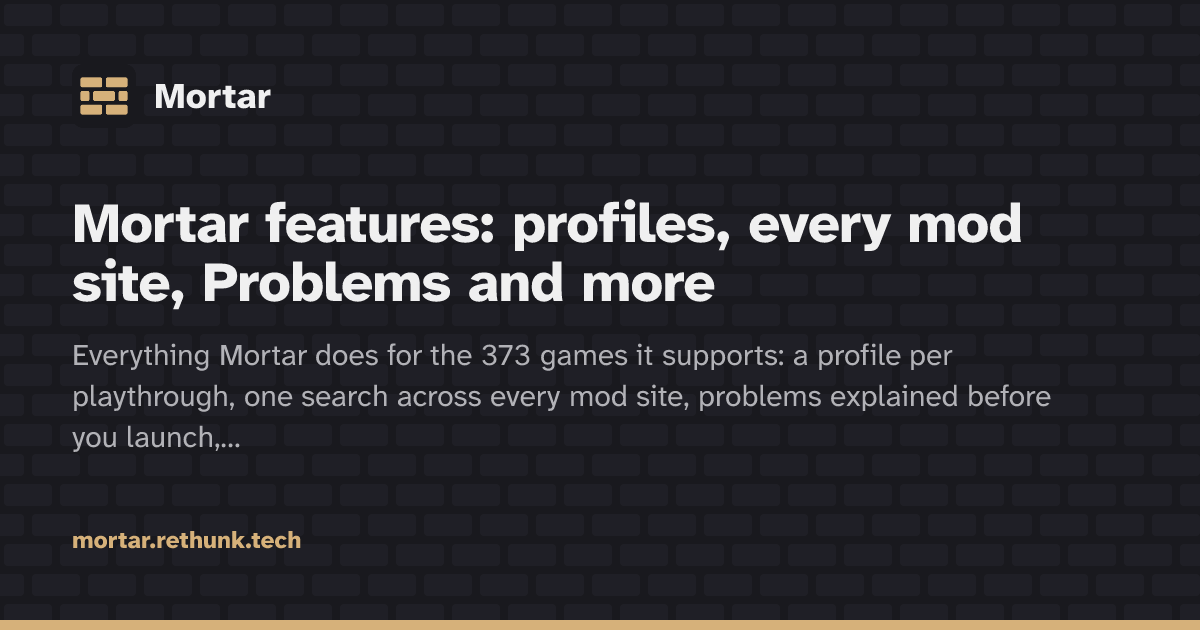 Mortar
Mortar features: profiles, every mod
site, Problems and more
Everything Mortar does for the 373 games it supports: a profile per
playthrough, one search across every mod site, problems explained before
you launch,...
mortar.rethunk.tech